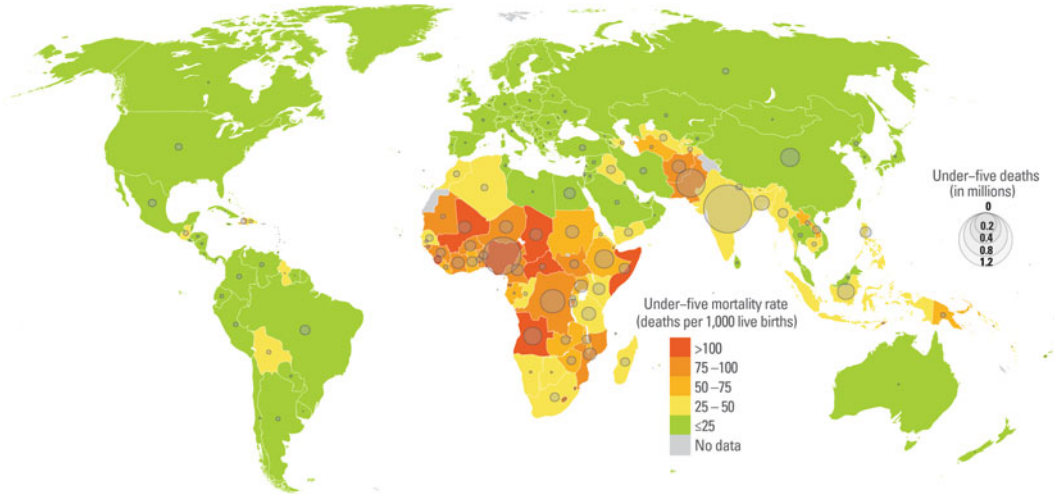 Under–five deaths
(in millions)
0
0.2
0.4
0.8
1.2
Under–five mortality rate
(deaths per 1,000 live births)
>100
75 –100
50 –75
25 – 50
≤25
No data